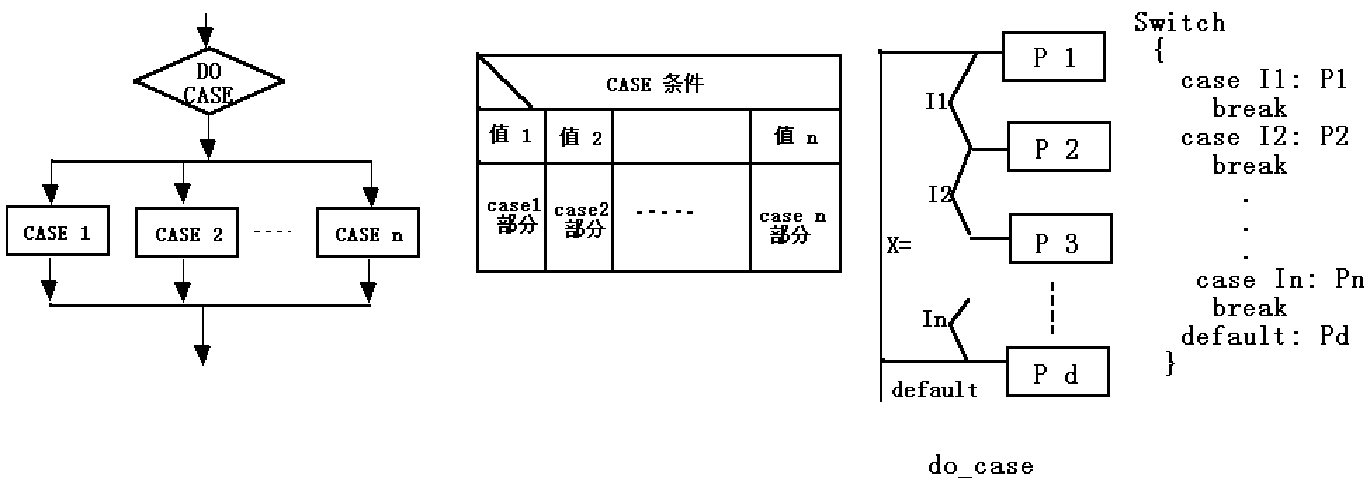 DO
CASE
CASE 1
CASE 2
CASE n
CASE 条件
值 1
值 2
值 n
case1
部分
case2
部分
-----
case n
部分
X=
I1
I2
In
default
P 1
P 2
P 3
P d
do_case
Switch
{
case I1: P1
break
case I2: P2
break
.
.
.
case In: Pn
break
default: Pd
}